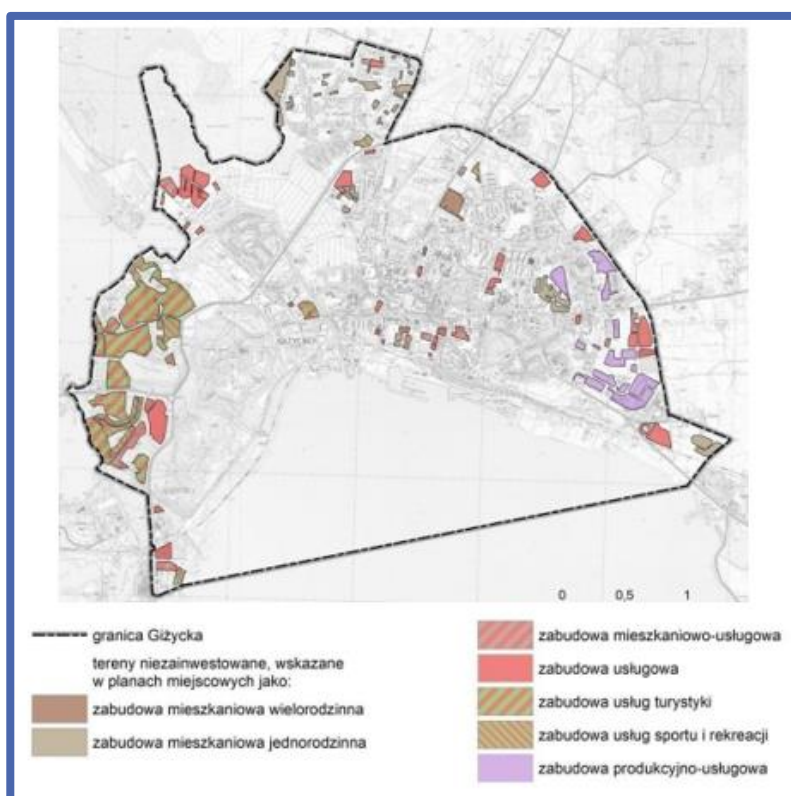 GIŻYCKO
0 0,5 1
granica Giżycka
tereny niezainwestowane, wskazane
w planach miejscowych jako:
zabudowa mieszkaniowa wielorodzinna
zabudowa mieszkaniowa jednorodzinna
zabudowa mieszkaniowo-usługowa
zabudowa usługowa
zabudowa usług turystyki
zabudowa usług sportu i rekreacji
zabudowa produkcyjno-usługowa